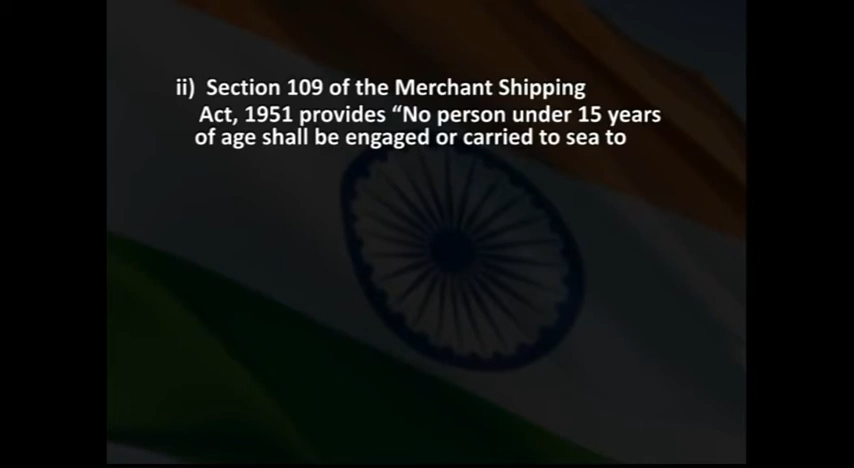 ii) Section 109 of the Merchant Shipping
Act, 1951 provides “No person under 15 years
of age shall be engaged or carried to sea to